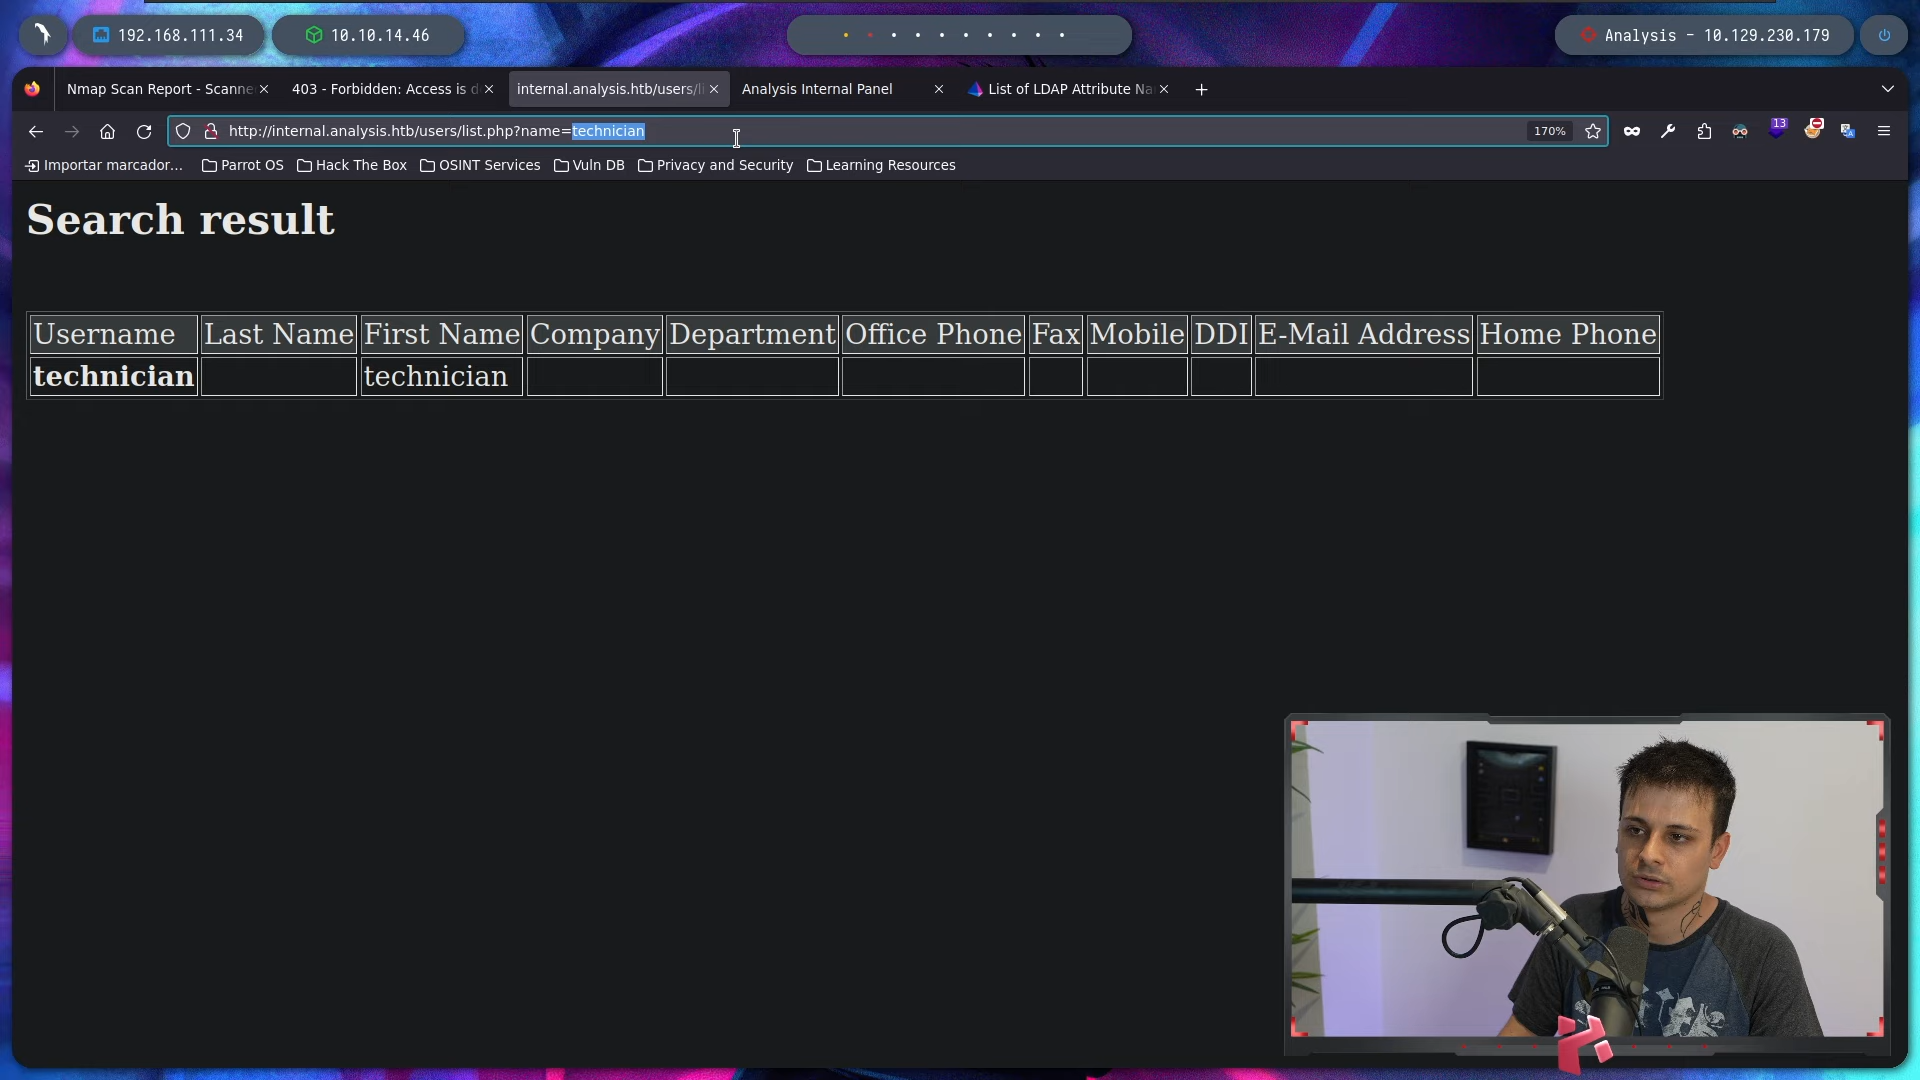 192.168.111.34
10.10.14.46
Analysis - 10.129.230.179
Nmap Scan Report - Scanne
403 - Forbidden: Access is d
internal.analysis.htb/users/li
Analysis Internal Panel
List of LDAP Attribute Na
http://internal.analysis.htb/users/list.php?name=technician
170%
13
Importar marcador...
Parrot OS
Hack The Box
OSINT Services
Vuln DB
Privacy and Security
Learning Resources
Search result
Username Last Name First Name Company Department Office Phone Fax Mobile DDI E-Mail Address Home Phone
technician technician